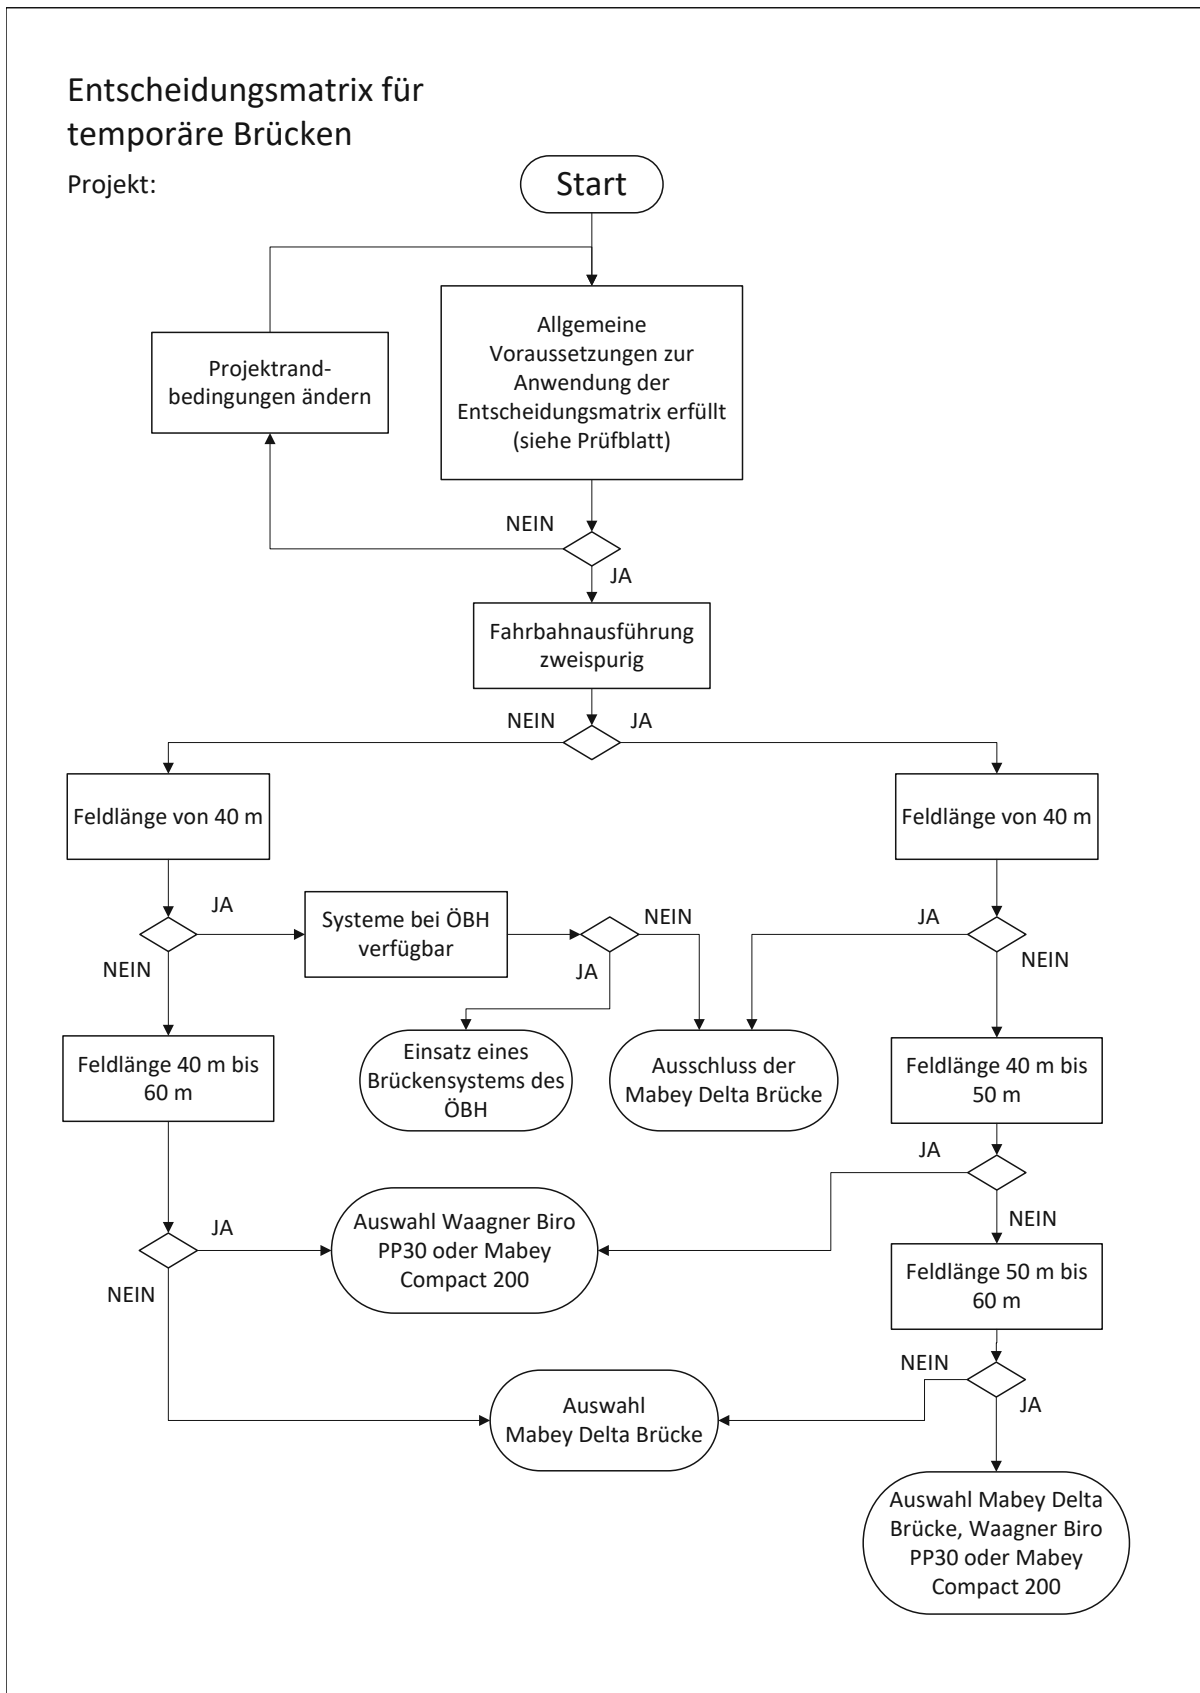 Entscheidungsmatrix für
temporäre Brücken
Projekt:
Start
Allgemeine
Voraussetzungen zur
Anwendung der
Entscheidungsmatrix erfüllt
(siehe Prüfblatt)
Projektrand-
bedingungen ändern
NEIN
JA
Fahrbahnausführung
zweispurig
NEIN
JA
Feldlänge von 40 m
Feldlänge von 40 m
JA
NEIN
Systeme bei ÖBH
verfügbar
NEIN
JA
JA
NEIN
Feldlänge 40 m bis
60 m
Einsatz eines
Brückensystems des
ÖBH
Ausschluss der
Mabey Delta Brücke
Feldlänge 40 m bis
50 m
JA
NEIN
JA
NEIN
Auswahl Waagner Biro
PP30 oder Mabey
Compact 200
Feldlänge 50 m bis
60 m
NEIN
JA
Auswahl
Mabey Delta Brücke
Auswahl Mabey Delta
Brücke, Waagner Biro
PP30 oder Mabey
Compact 200